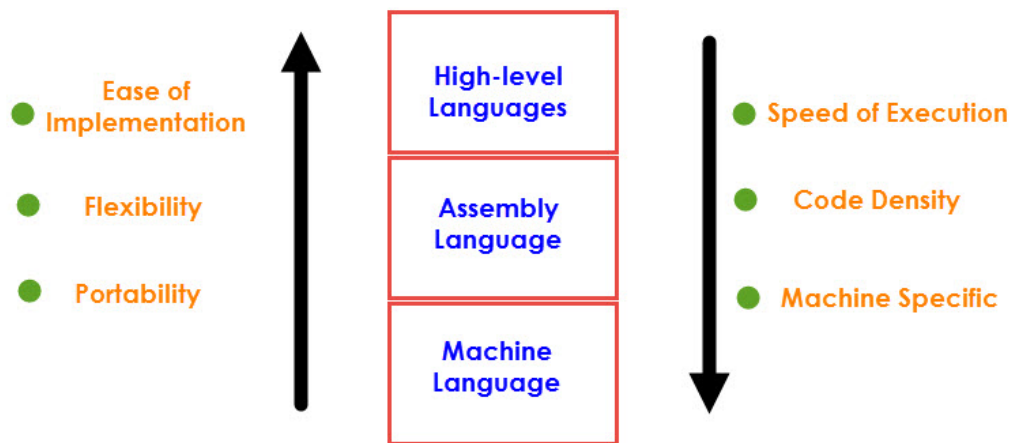 Ease of
Implementation
Flexibility
Portability
High-level
Languages
Assembly
Language
Machine
Language
Speed of Execution
Code Density
Machine Specific